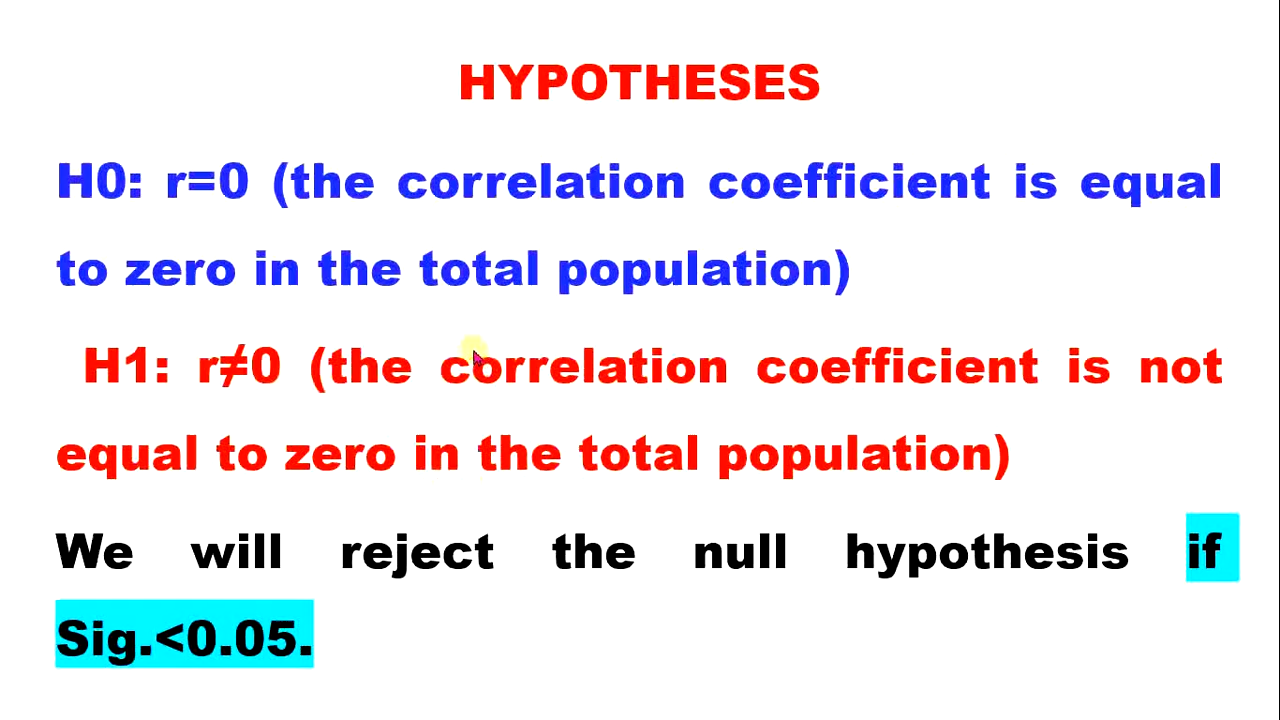 HYPOTHESES
H0: r=0 (the correlation coefficient is equal
to zero in the total population)
H1: r≠0 (the correlation coefficient is not
equal to zero in the total population)
We will reject the null hypothesis if
Sig.<0.05.